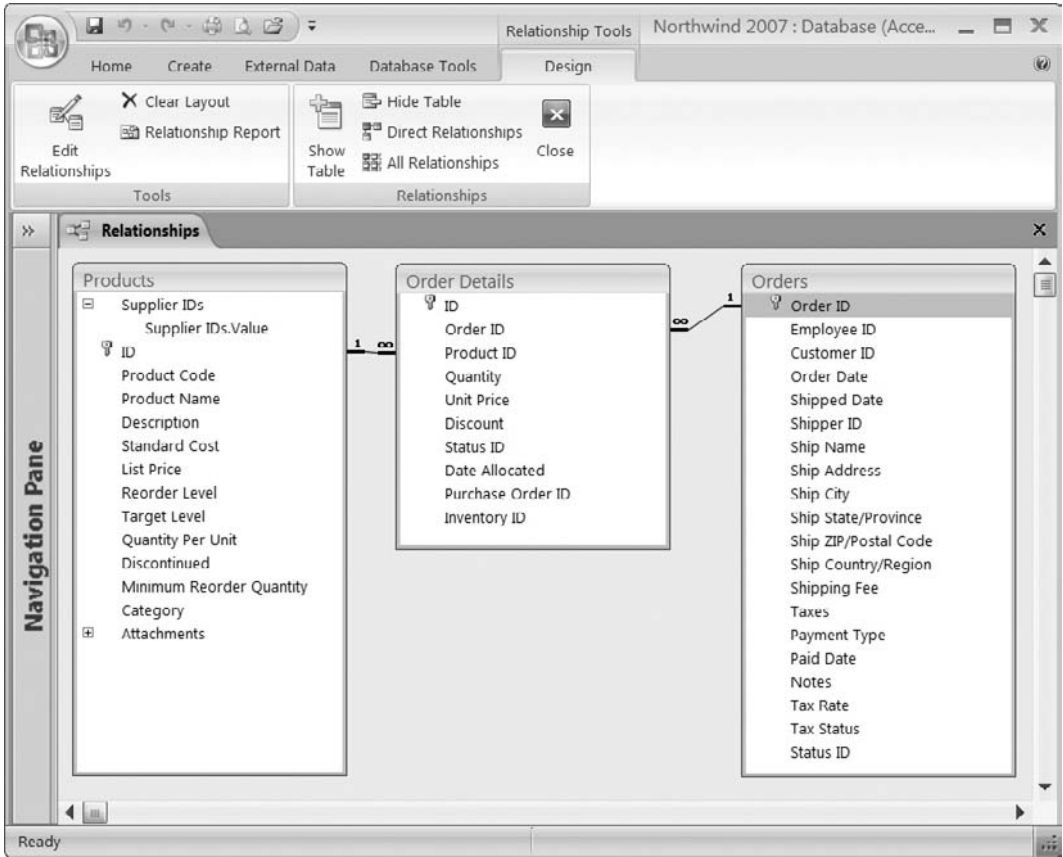 Relationship Tools
Northwind 2007 : Database (Acce...
Home
Create
External Data
Database Tools
Design
Edit Relationships
Clear Layout
Relationship Report
Tools
Show Table
Hide Table
Direct Relationships
All Relationships
Close
Relationships
Relationships
Navigation Pane
Products
Supplier IDs
Supplier IDs.Value
ID
Product Code
Product Name
Description
Standard Cost
List Price
Reorder Level
Target Level
Quantity Per Unit
Discontinued
Minimum Reorder Quantity
Category
Attachments
1 ∞
Order Details
ID
Order ID
Product ID
Quantity
Unit Price
Discount
Status ID
Date Allocated
Purchase Order ID
Inventory ID
∞ 1
Orders
Order ID
Employee ID
Customer ID
Order Date
Shipped Date
Shipper ID
Ship Name
Ship Address
Ship City
Ship State/Province
Ship ZIP/Postal Code
Ship Country/Region
Shipping Fee
Taxes
Payment Type
Paid Date
Notes
Tax Rate
Tax Status
Status ID
Ready